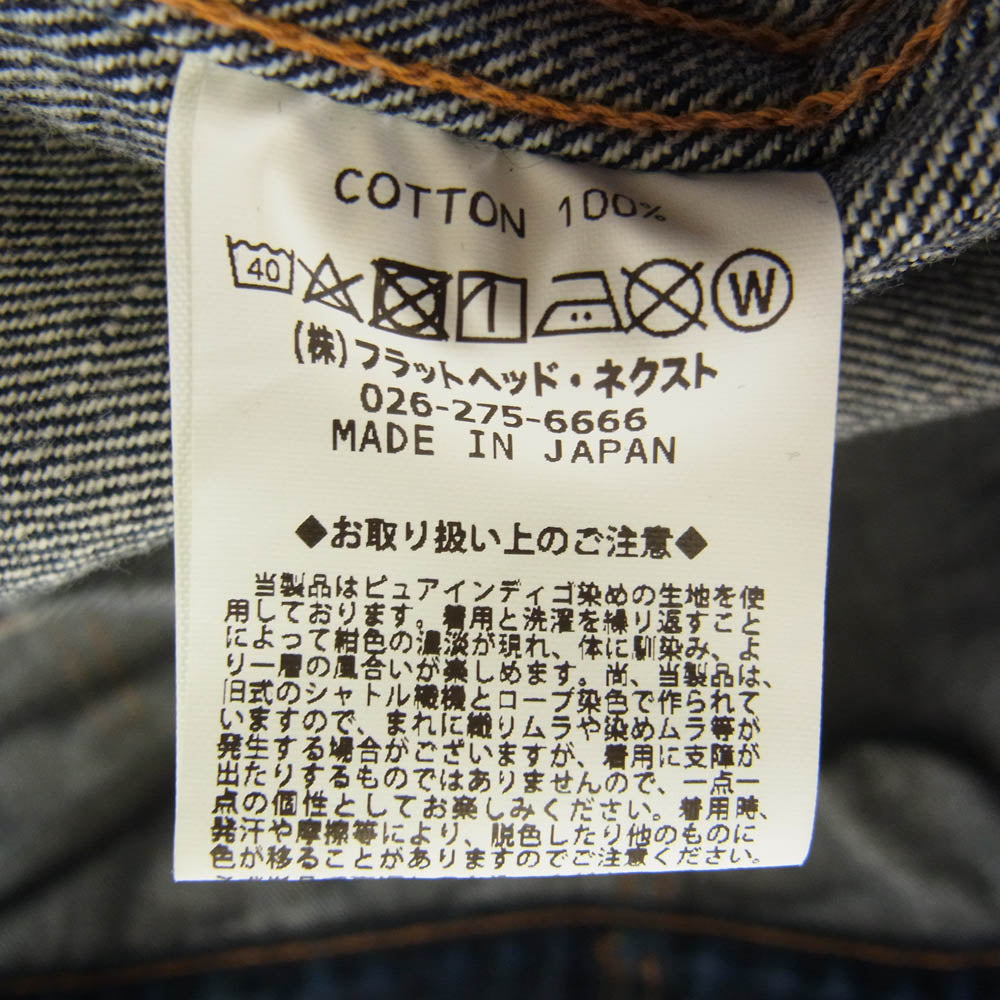 COTTON 100%
40 W
(株)フラットヘッド・ネクスト
026-275-6666
MADE IN JAPAN
◆お取り扱い上のご注意◆
当製品はピュアインディゴ染めの生地を使
用しております。着用と洗濯を繰り返すこと
によって紺色の濃淡が現れ、体に馴染み、よ
り一層の風合いが楽しめます。尚、当製品は、
旧式のシャトル織機とロープ染色で作られて
いますので、まれに織りムラや染めムラ等が
発生する場合がございますが、着用に支障が
出たりするものではありませんので、一点一
点の個性としてお楽しみください。着用時、
発汗や摩擦等により、脱色したり他のものに
色が移ることがありますのでご注意ください。